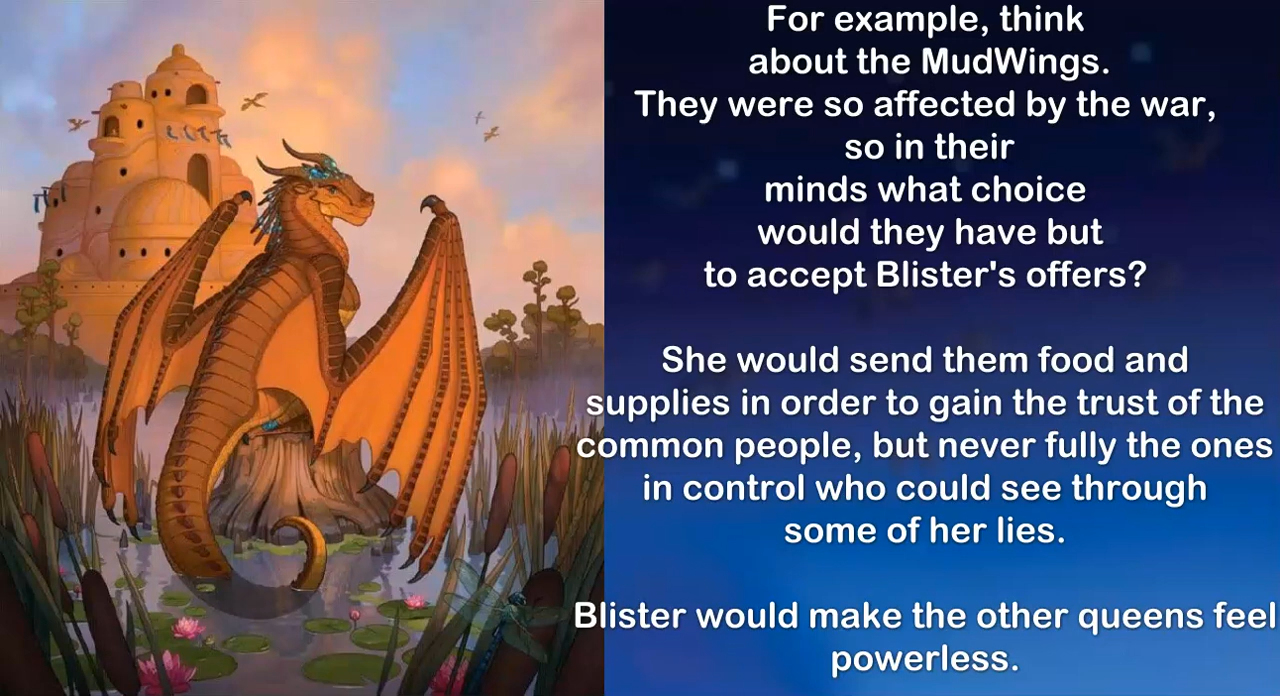 For example, think
about the MudWings.
They were so affected by the war,
so in their
minds what choice
would they have but
to accept Blister's offers?
She would send them food and
supplies in order to gain the trust of the
common people, but never fully the ones
in control who could see through
some of her lies.
Blister would make the other queens feel
powerless.